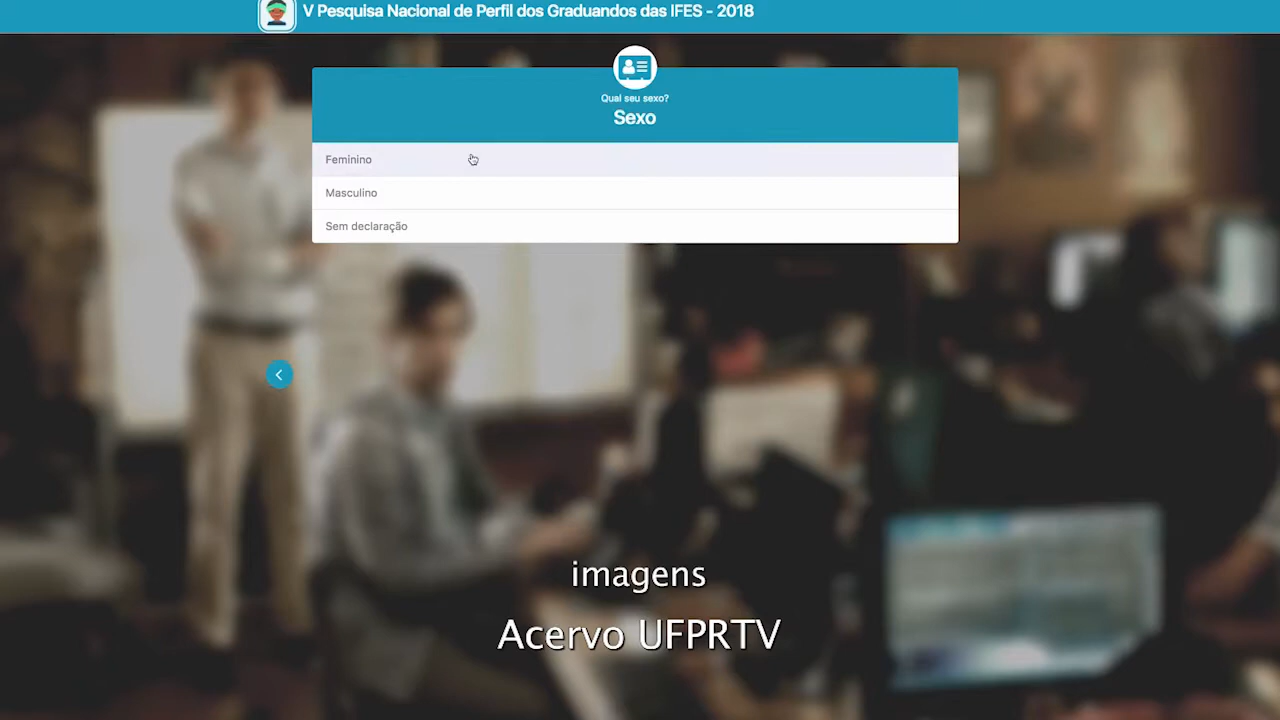 V Pesquisa Nacional de Perfil dos Graduandos das IFES - 2018
Qual seu sexo?
Sexo
Feminino
Masculino
Sem declaração
imagens
Acervo UFPRTV